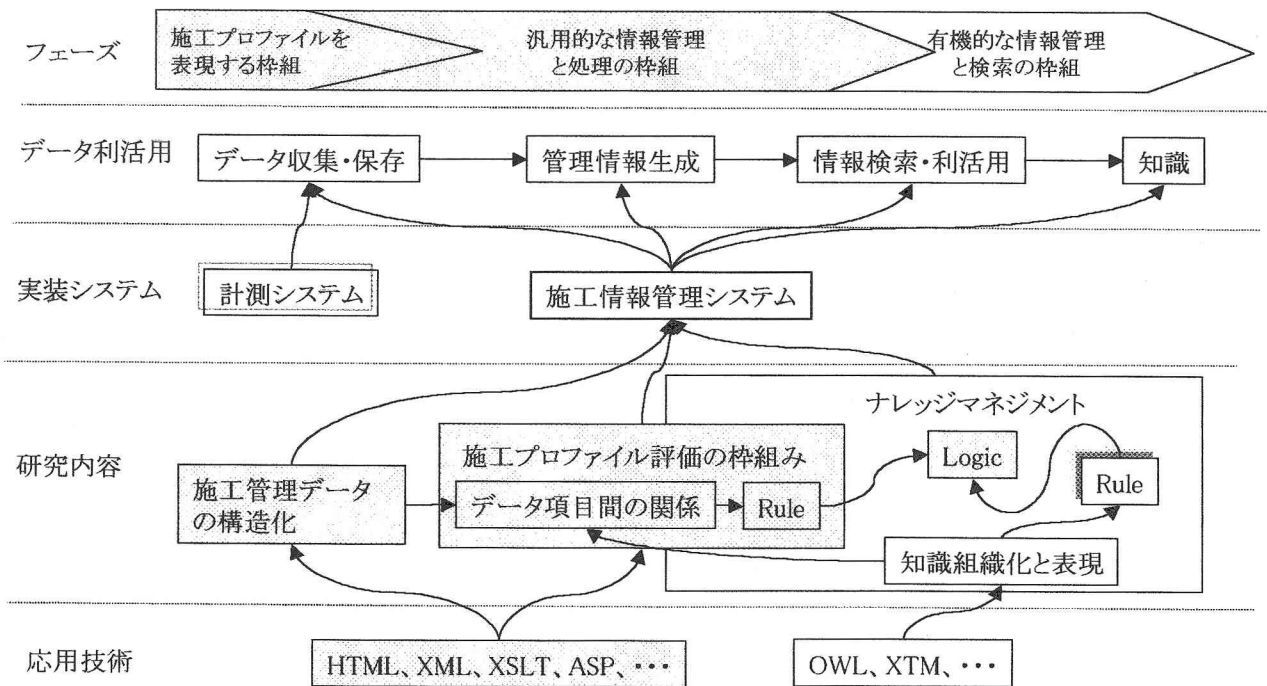 フェーズ
施工プロファイルを
表現する枠組
汎用的な情報管理
と処理の枠組
有機的な情報管理
と検索の枠組
データ利活用
データ収集・保存
管理情報生成
情報検索・利活用
知識
実装システム
計測システム
施工情報管理システム
研究内容
ナレッジマネジメント
施工プロファイル評価の枠組み
Logic
Rule
施工管理データ
の構造化
データ項目間の関係
Rule
知識組織化と表現
応用技術
HTML、XML、XSLT、ASP、・・・
OWL、XTM、・・・